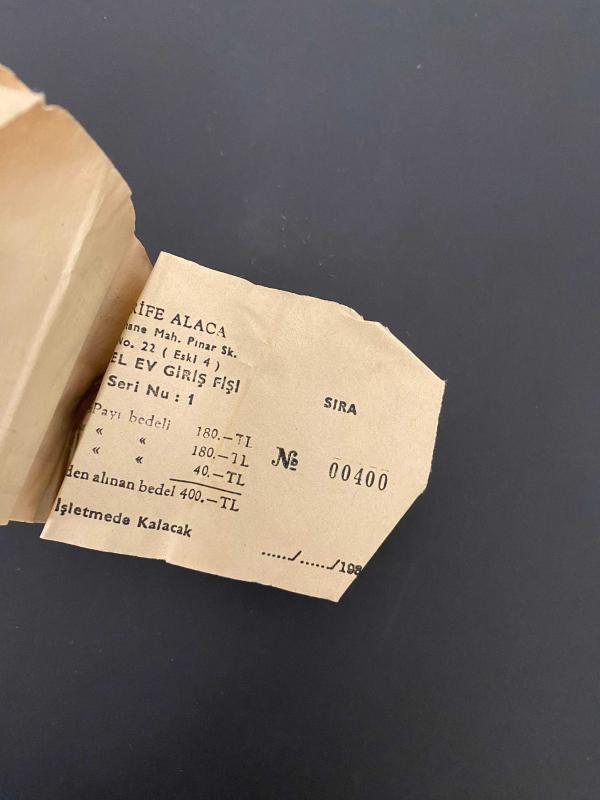 RİFE ALACA
hane Mah. Pınar Sk.
No. 22 ( Eski 4 )
EL EV GİRİŞ FİŞİ
Seri Nu : 1
SIRA
№ 00400
Payı bedeli 180.—TL
« « 180.—TL
« « 40.—TL
den alınan bedel 400.—TL
İşletmede Kalacak
....../....../198